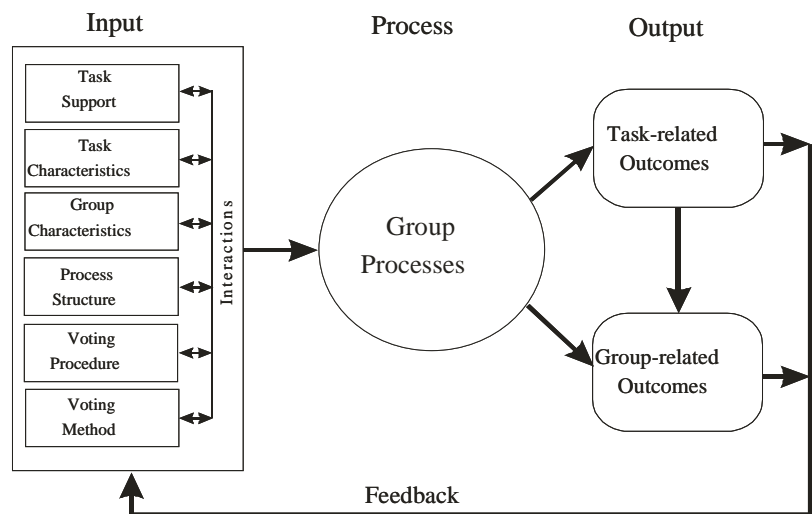 Input
Process
Output
Task
Support
Task
Characteristics
Group
Characteristics
Process
Structure
Voting
Procedure
Voting
Method
Interactions
Group
Processes
Task-related
Outcomes
Group-related
Outcomes
Feedback